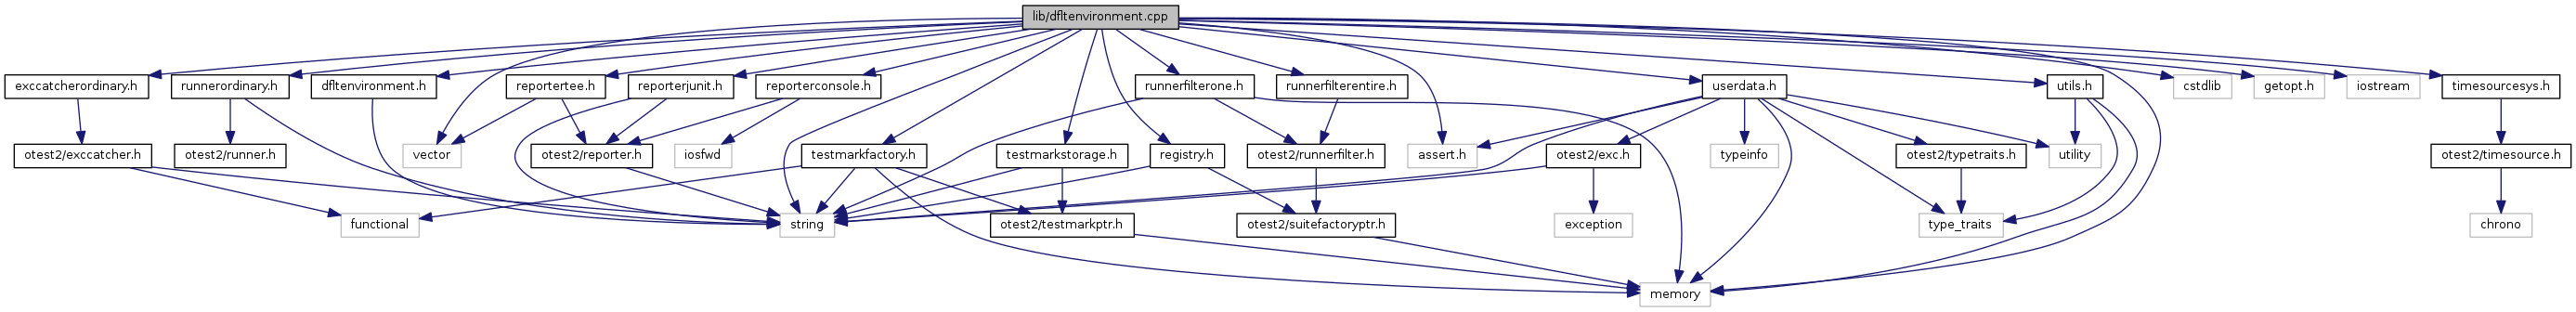 lib/dfltenvironment.cpp
exccatcherordinary.h
runnerordinary.h
dfltenvironment.h
reportertee.h
reporterjunit.h
reporterconsole.h
runnerfilterone.h
runnerfilterentire.h
userdata.h
utils.h
cstdlib
getopt.h
iostream
timesourcesys.h
otest2/exccatcher.h
otest2/runner.h
vector
otest2/reporter.h
iosfwd
testmarkfactory.h
testmarkstorage.h
registry.h
otest2/runnerfilter.h
assert.h
otest2/exc.h
typeinfo
otest2/typetraits.h
utility
otest2/timesource.h
functional
string
otest2/testmarkptr.h
otest2/suitefactoryptr.h
exception
type_traits
chrono
memory